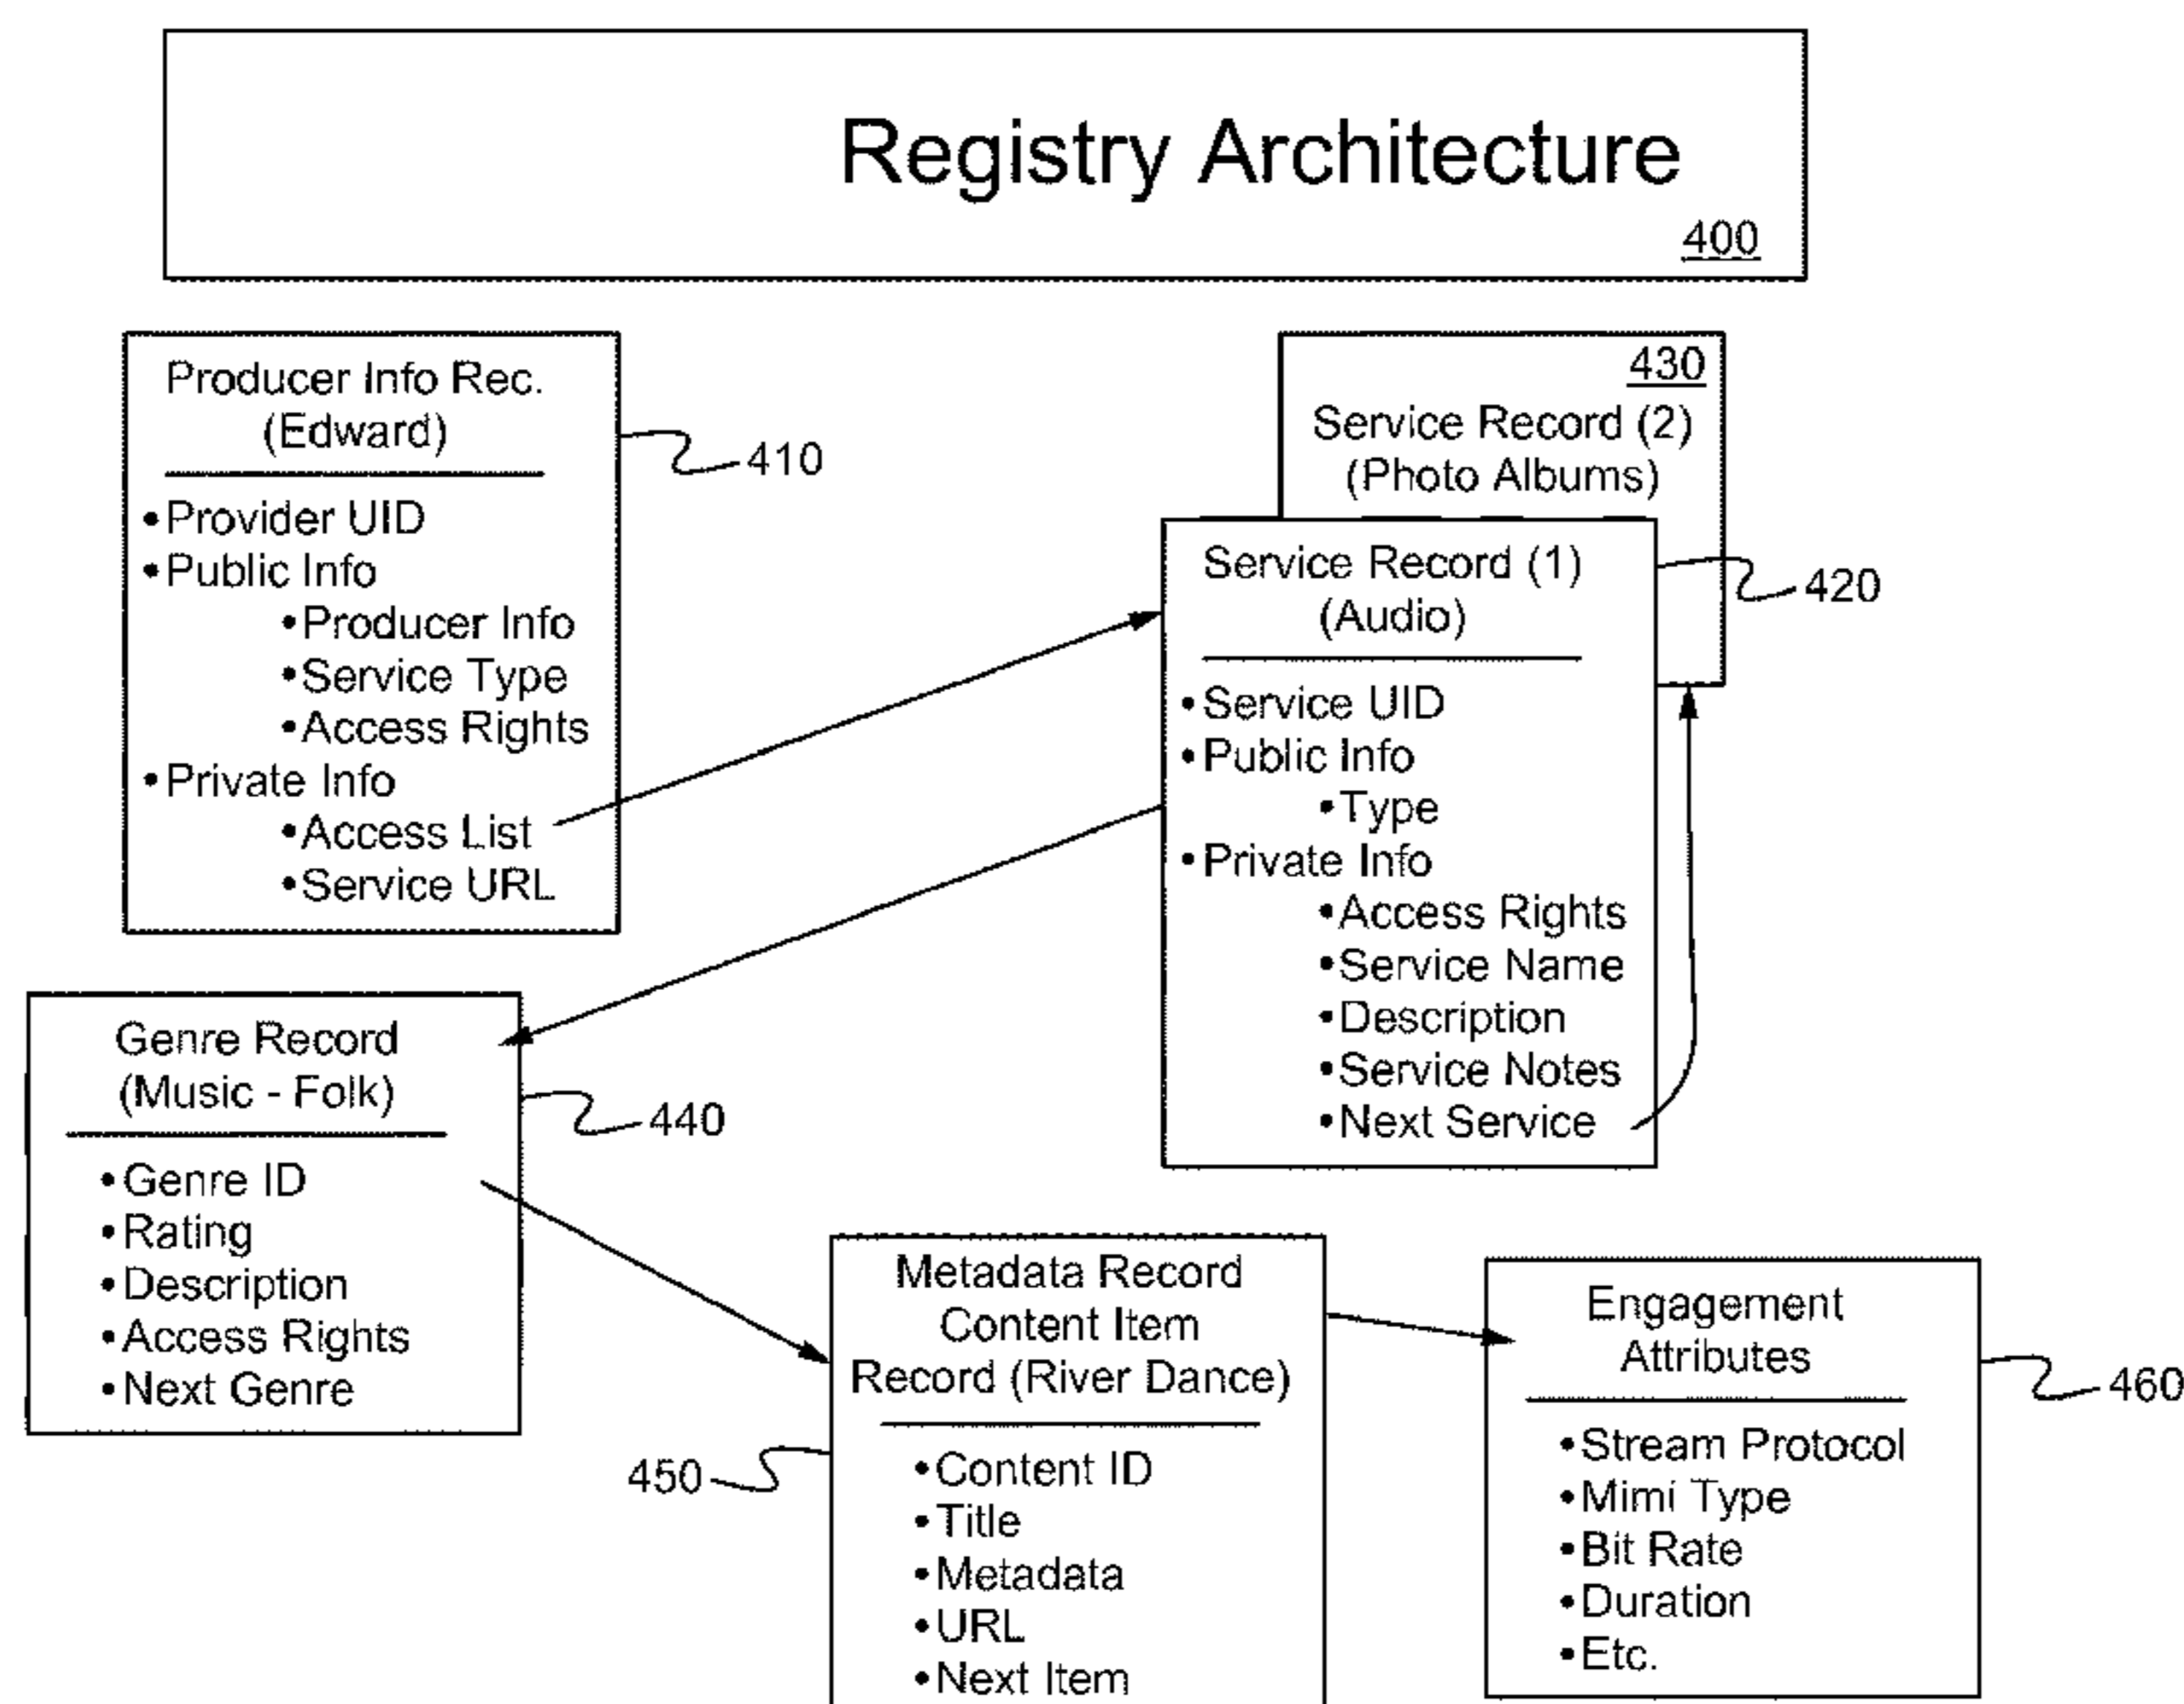 Registry Architecture
400
Producer Info Rec.
(Edward)
•Provider UID
•Public Info
•Producer Info
•Service Type
•Access Rights
•Private Info
•Access List
•Service URL
410
430
Service Record (2)
(Photo Albums)
Service Record (1)
(Audio)
•Service UID
•Public Info
•Type
•Private Info
•Access Rights
•Service Name
•Description
•Service Notes
•Next Service
420
Genre Record
(Music - Folk)
•Genre ID
•Rating
•Description
•Access Rights
•Next Genre
440
Metadata Record
Content Item
Record (River Dance)
•Content ID
•Title
•Metadata
•URL
•Next Item
450
Engagement
Attributes
•Stream Protocol
•Mimi Type
•Bit Rate
•Duration
•Etc.
460